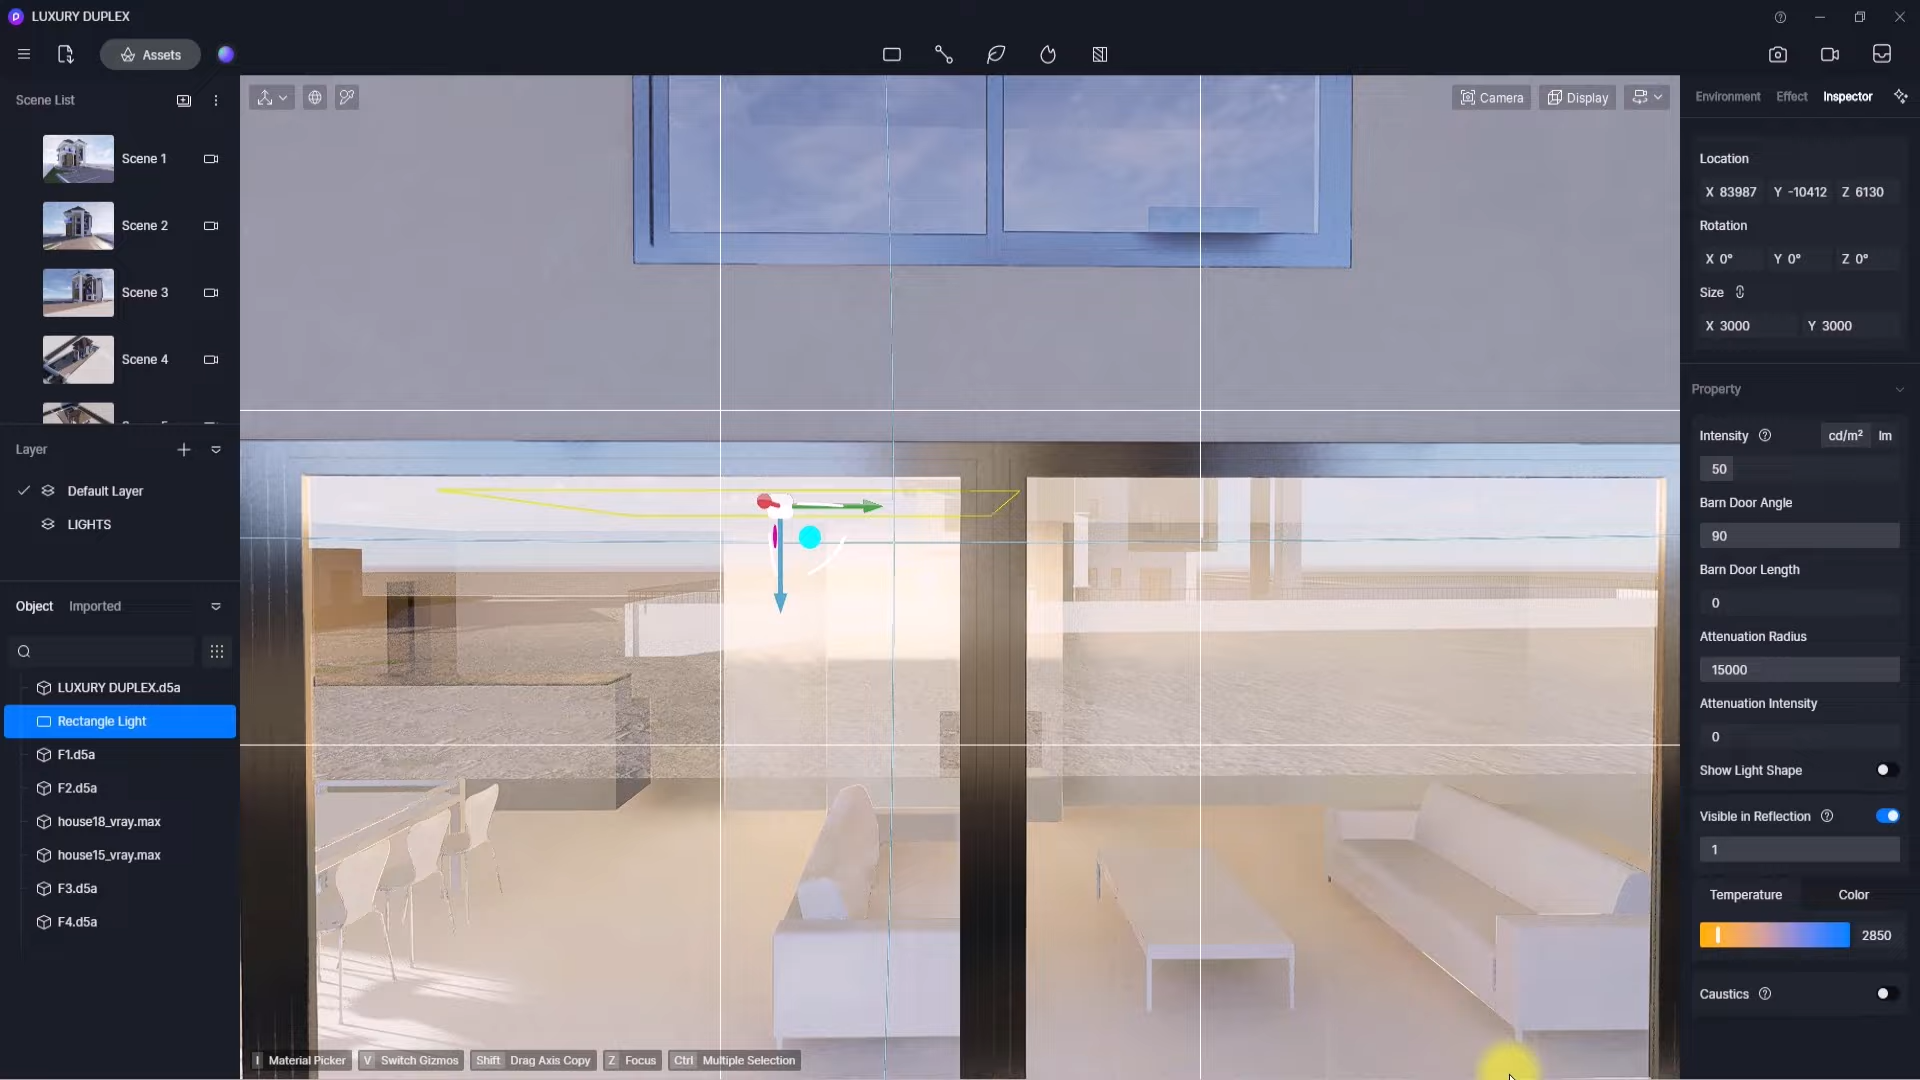 LUXURY DUPLEX
Assets
Scene List
Scene 1
Scene 2
Scene 3
Scene 4
Layer
Default Layer
LIGHTS
Object Imported
LUXURY DUPLEX.d5a
Rectangle Light
F1.d5a
F2.d5a
house18_vray.max
house15_vray.max
F3.d5a
F4.d5a
Camera Display
I Material Picker V Switch Gizmos Shift Drag Axis Copy Z Focus Ctrl Multiple Selection
Environment Effect Inspector
Location
X 83987 Y -10412 Z 6130
Rotation
X 0° Y 0° Z 0°
Size
X 3000 Y 3000
Property
Intensity cd/m² lm
50
Barn Door Angle
90
Barn Door Length
0
Attenuation Radius
15000
Attenuation Intensity
0
Show Light Shape
Visible in Reflection
1
Temperature Color
2850
Caustics